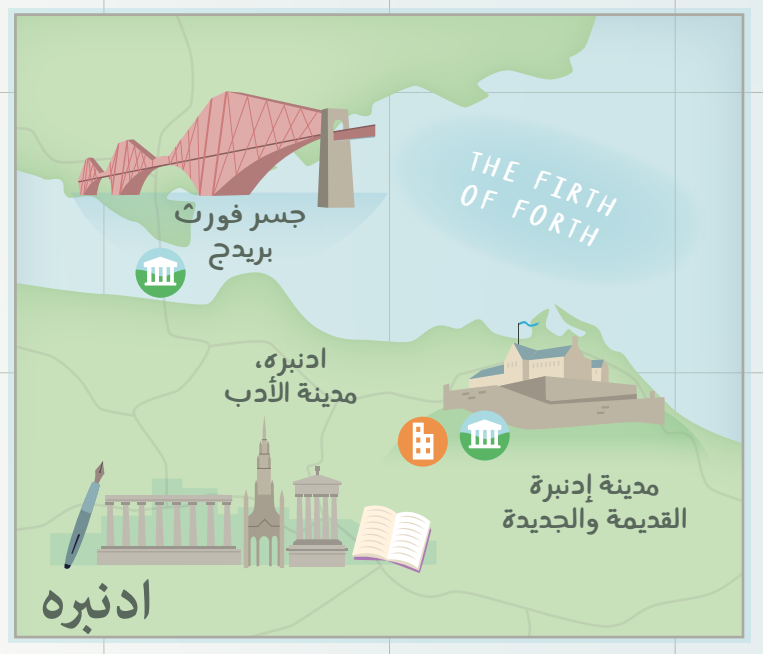 THE FIRTH
OF FORTH
جسر فورث
بريدج
ادنبره،
مدينة الأدب
مدينة إدنبرة
القديمة والجديدة
ادنبره